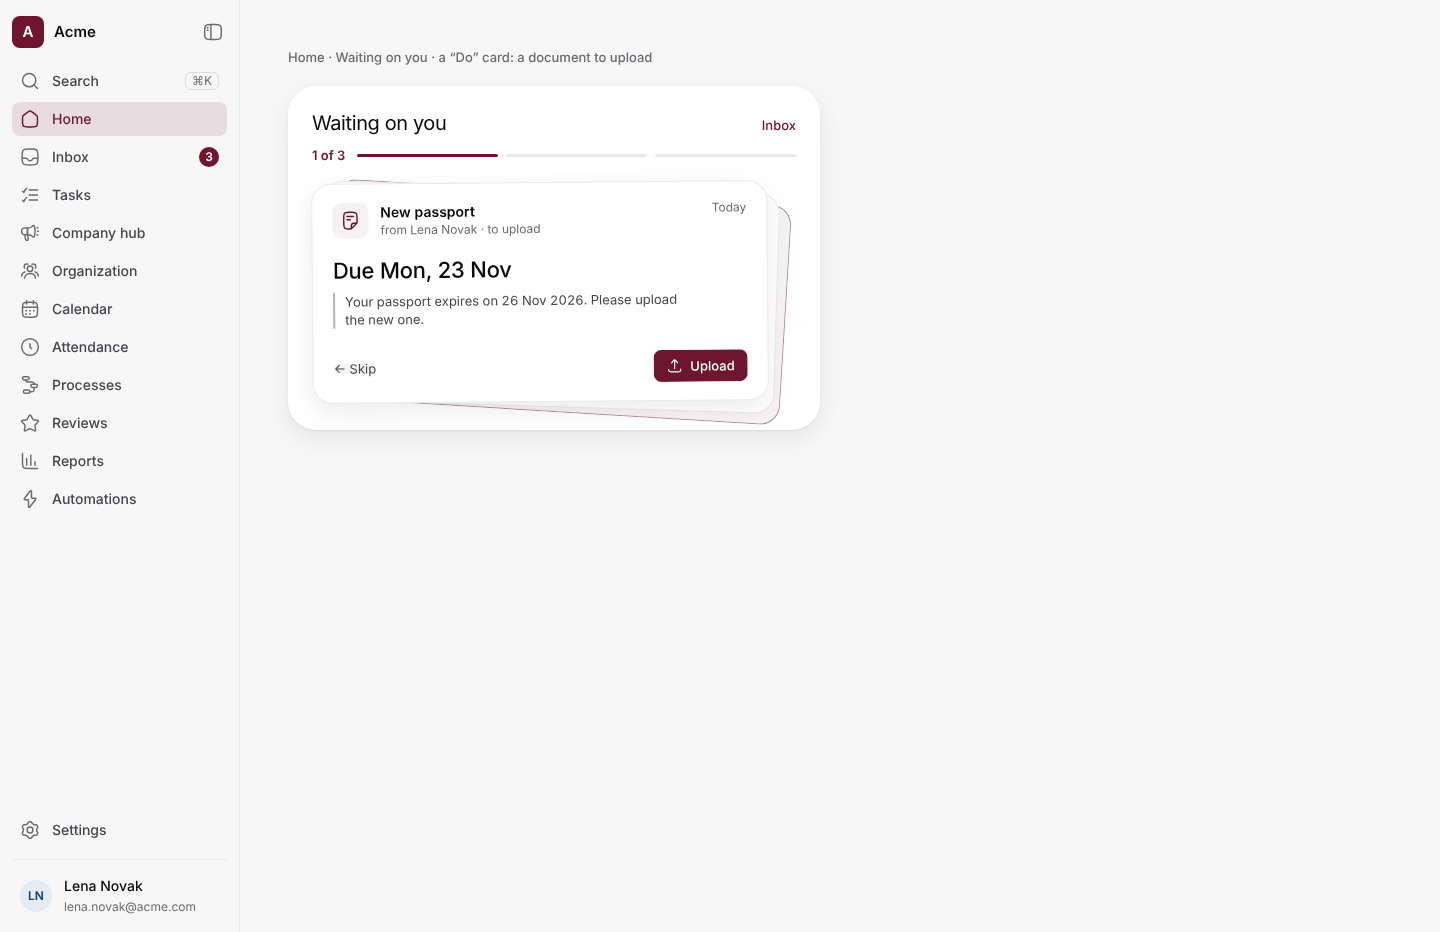 A Acme
Search ⌘K
Home
Inbox 3
Tasks
Company hub
Organization
Calendar
Attendance
Processes
Reviews
Reports
Automations
Settings
LN Lena Novak
lena.novak@acme.com
Home · Waiting on you · a “Do” card: a document to upload
Waiting on you Inbox
1 of 3
New passport Today
from Lena Novak · to upload
Due Mon, 23 Nov
Your passport expires on 26 Nov 2026. Please upload
the new one.
← Skip Upload